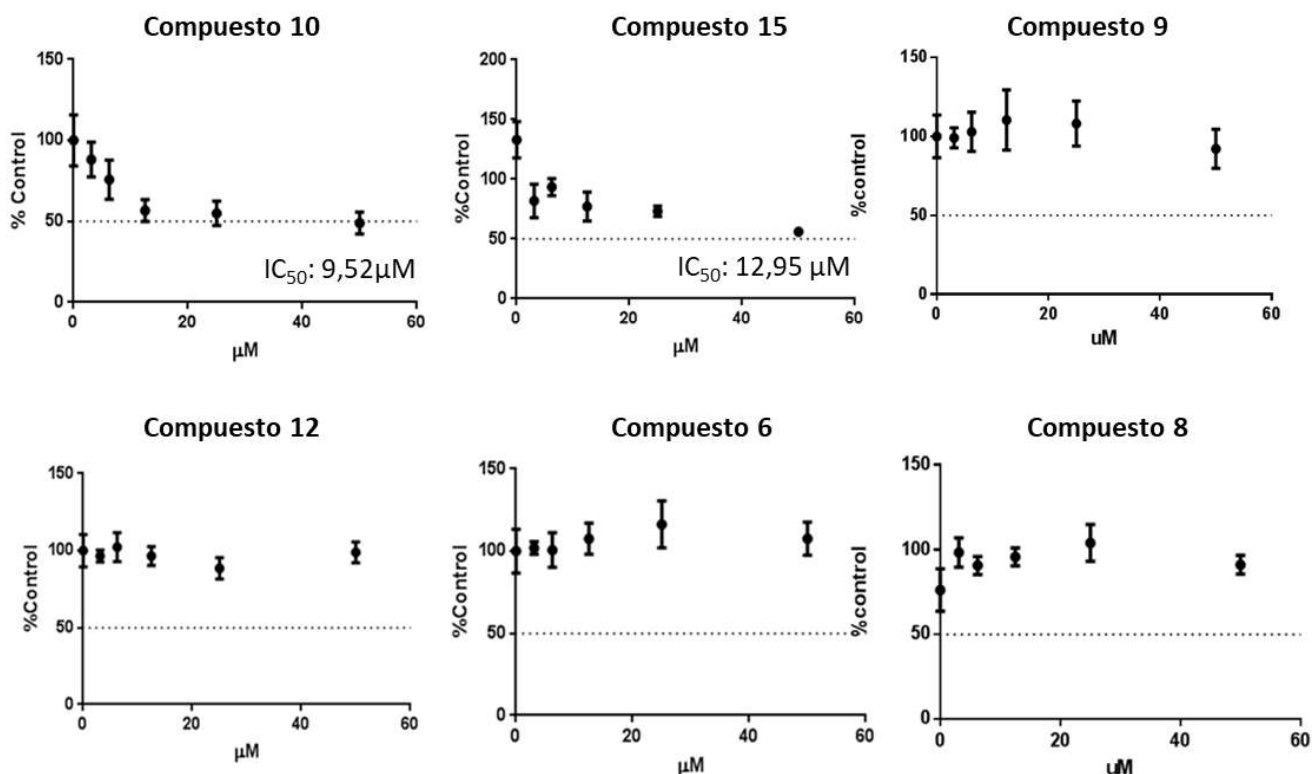 Compuesto 10
150
100
50
0
% Control
0 20 40 60
µM
IC50: 9,52µM
Compuesto 15
200
150
100
50
0
%Control
0 20 40 60
µM
IC50: 12,95 µM
Compuesto 9
150
100
50
0
%control
0 20 40 60
uM
Compuesto 12
150
100
50
0
%Control
0 20 40 60
µM
Compuesto 6
150
100
50
0
%Control
0 20 40 60
µM
Compuesto 8
150
100
50
0
%control
0 20 40 60
uM